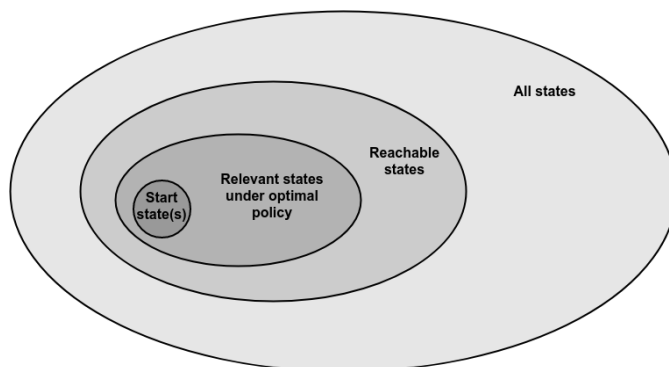 All states
Reachable
states
Relevant states
under optimal
policy
Start
state(s)